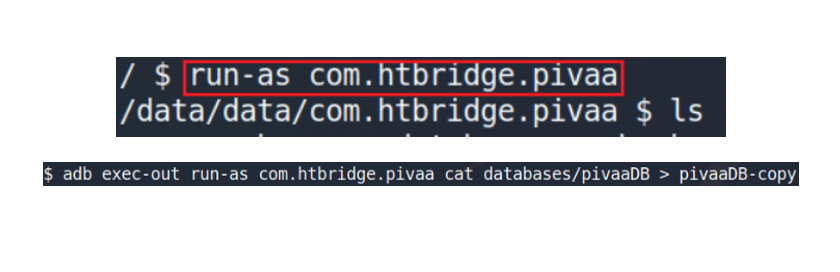 / $ run-as com.htbridge.pivaa
/data/data/com.htbridge.pivaa $ ls
$ adb exec-out run-as com.htbridge.pivaa cat databases/pivaaDB > pivaaDB-copy